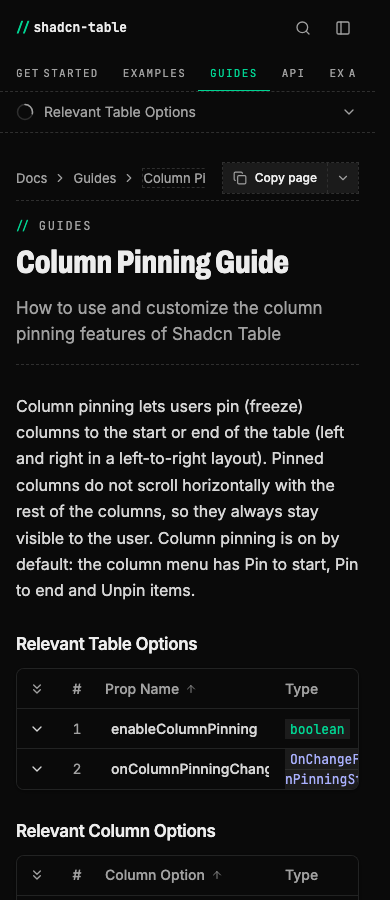 // shadcn-table
GET STARTED EXAMPLES GUIDES API EX A
Relevant Table Options
Docs > Guides > Column Pi
Copy page
// GUIDES
Column Pinning Guide
How to use and customize the column
pinning features of Shadcn Table
Column pinning lets users pin (freeze)
columns to the start or end of the table (left
and right in a left-to-right layout). Pinned
columns do not scroll horizontally with the
rest of the columns, so they always stay
visible to the user. Column pinning is on by
default: the column menu has Pin to start, Pin
to end and Unpin items.
Relevant Table Options
# Prop Name ↑ Type
1 enableColumnPinning boolean
2 onColumnPinningChang OnChangeF
nPinningSt
Relevant Column Options
# Column Option ↑ Type